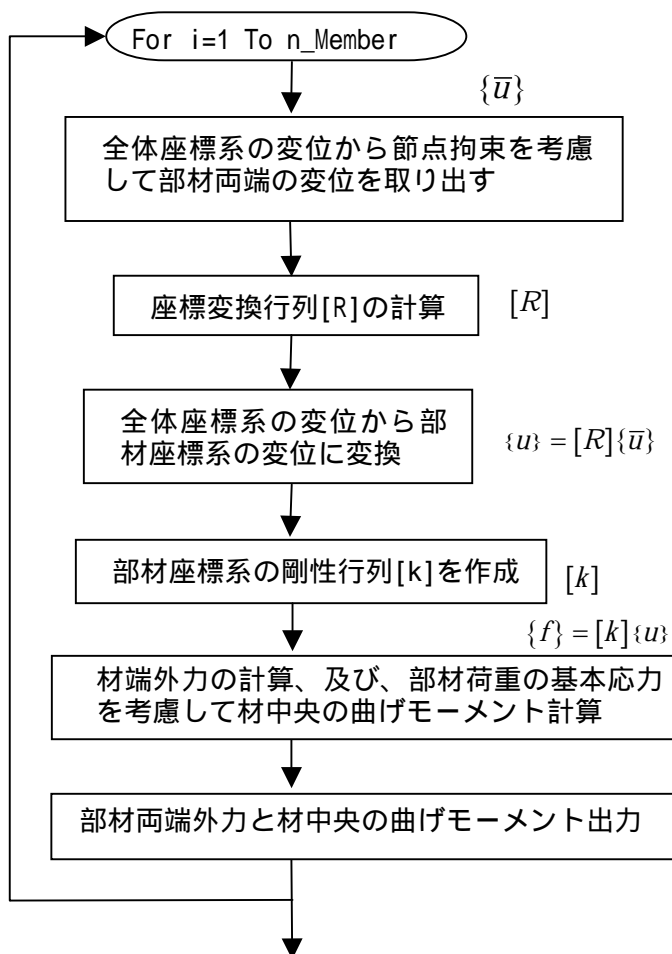 For i=1 To n_Member
{u̅}
全体座標系の変位から節点拘束を考慮
して部材両端の変位を取り出す
座標変換行列[R]の計算
[R]
全体座標系の変位から部
材座標系の変位に変換
{u} = [R]{u̅}
部材座標系の剛性行列[k]を作成
[k]
{f} = [k]{u}
材端外力の計算、及び、部材荷重の基本応力
を考慮して材中央の曲げモーメント計算
部材両端外力と材中央の曲げモーメント出力